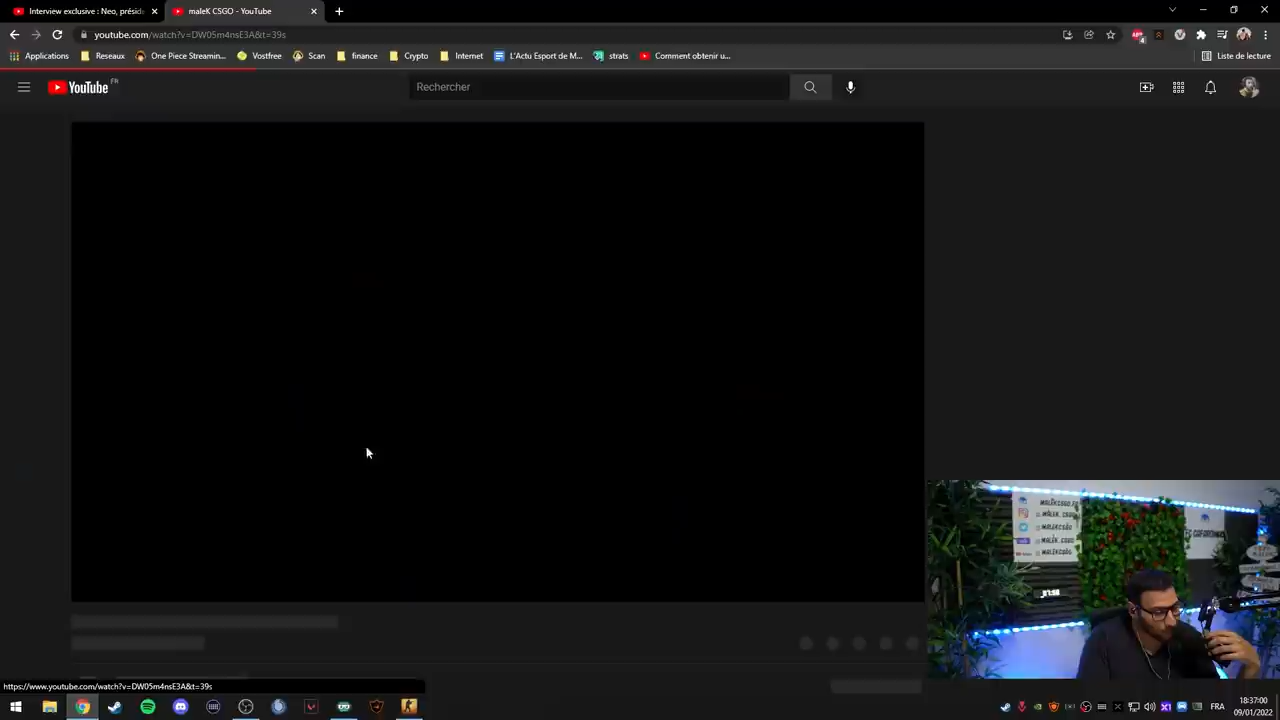 Interview exclusive : Neo, présid
maleK CSGO - YouTube
youtube.com/watch?v=DW05m4nsE3A&t=39s
Applications
Reseaux
One Piece Streamin...
Vostfree
Scan
finance
Crypto
Internet
L'Actu Esport de M...
stats
Comment obtenir u...
Liste de lecture
YouTube FR
Rechercher
MALEKCSGO
https://www.youtube.com/watch?v=DW05m4nsE3A&t=39s
FRA
18:37:00
09/01/2022